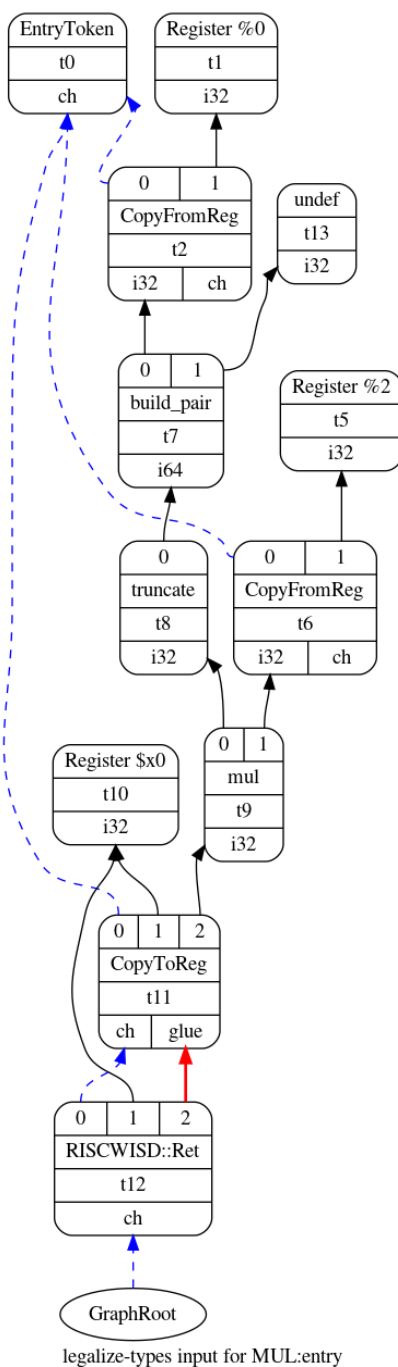 EntryToken
t0
ch
Register %0
t1
i32
0 1
CopyFromReg
t2
i32 ch
undef
t13
i32
0 1
build_pair
t7
i64
Register %2
t5
i32
0
truncate
t8
i32
0 1
CopyFromReg
t6
i32 ch
Register $x0
t10
i32
0 1
mul
t9
i32
0 1 2
CopyToReg
t11
ch glue
0 1 2
RISCWISD::Ret
t12
ch
GraphRoot
legalize-types input for MUL:entry